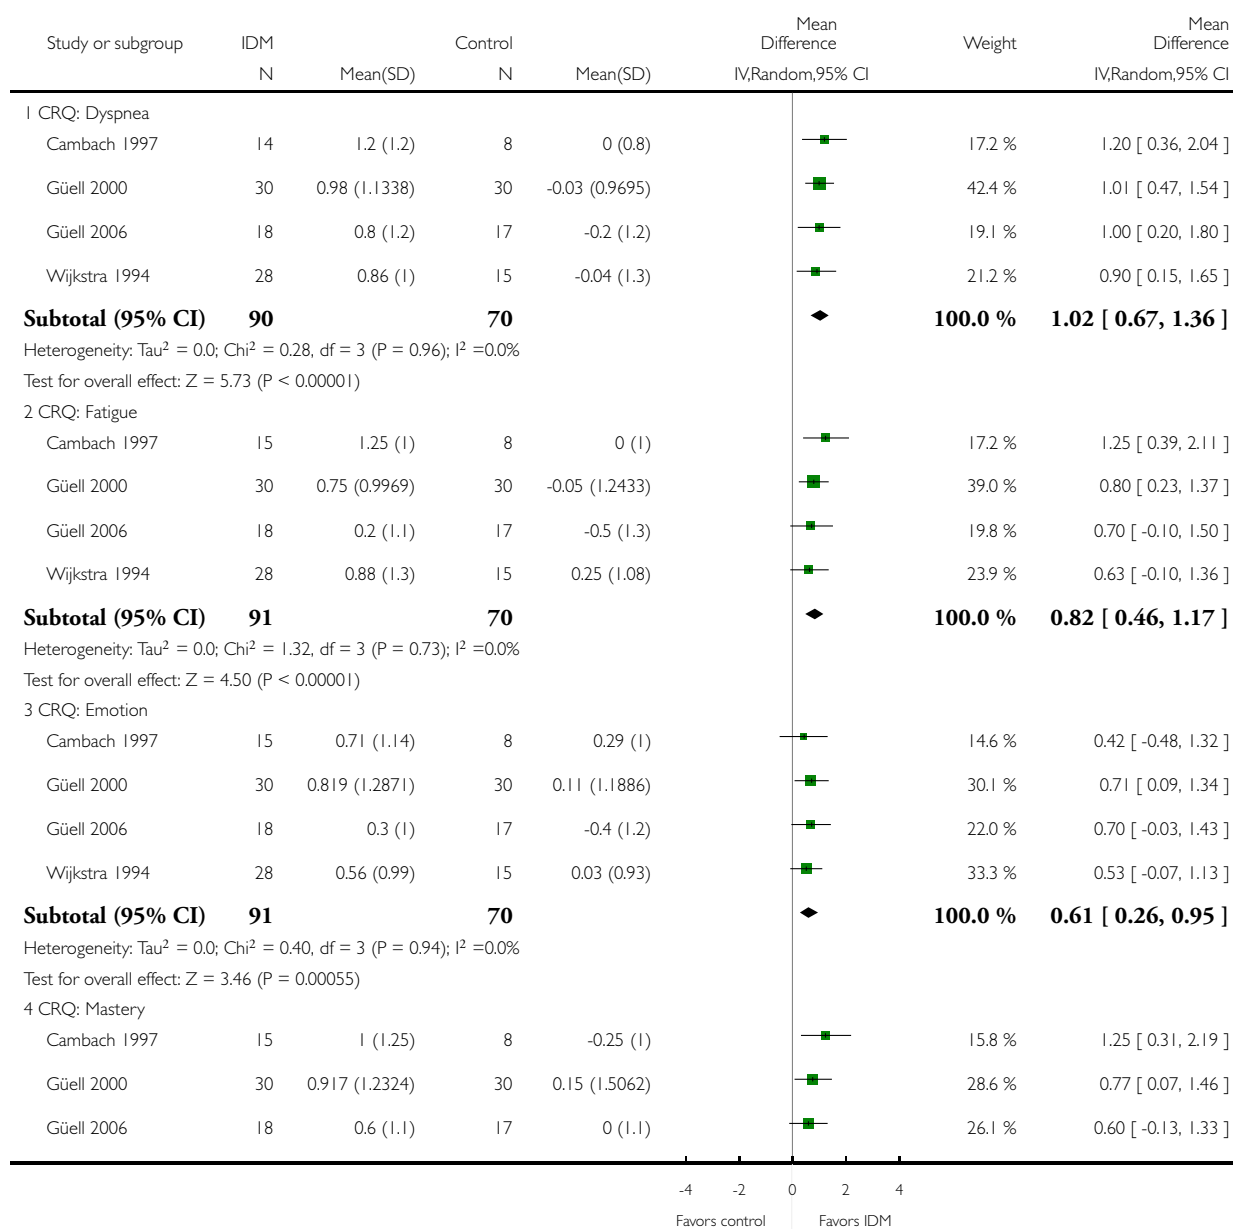 Study or subgroup IDM Control Mean Difference Weight Mean Difference
N Mean(SD) N Mean(SD) IV,Random,95% CI IV,Random,95% CI
1 CRQ: Dyspnea
Cambach 1997 14 1.2 (1.2) 8 0 (0.8) 17.2 % 1.20 [ 0.36, 2.04 ]
Güell 2000 30 0.98 (1.1338) 30 -0.03 (0.9695) 42.4 % 1.01 [ 0.47, 1.54 ]
Güell 2006 18 0.8 (1.2) 17 -0.2 (1.2) 19.1 % 1.00 [ 0.20, 1.80 ]
Wijkstra 1994 28 0.86 (1) 15 -0.04 (1.3) 21.2 % 0.90 [ 0.15, 1.65 ]
Subtotal (95% CI) 90 70 100.0 % 1.02 [ 0.67, 1.36 ]
Heterogeneity: Tau² = 0.0; Chi² = 0.28, df = 3 (P = 0.96); I² =0.0%
Test for overall effect: Z = 5.73 (P < 0.00001)
2 CRQ: Fatigue
Cambach 1997 15 1.25 (1) 8 0 (1) 17.2 % 1.25 [ 0.39, 2.11 ]
Güell 2000 30 0.75 (0.9969) 30 -0.05 (1.2433) 39.0 % 0.80 [ 0.23, 1.37 ]
Güell 2006 18 0.2 (1.1) 17 -0.5 (1.3) 19.8 % 0.70 [ -0.10, 1.50 ]
Wijkstra 1994 28 0.88 (1.3) 15 0.25 (1.08) 23.9 % 0.63 [ -0.10, 1.36 ]
Subtotal (95% CI) 91 70 100.0 % 0.82 [ 0.46, 1.17 ]
Heterogeneity: Tau² = 0.0; Chi² = 1.32, df = 3 (P = 0.73); I² =0.0%
Test for overall effect: Z = 4.50 (P < 0.00001)
3 CRQ: Emotion
Cambach 1997 15 0.71 (1.14) 8 0.29 (1) 14.6 % 0.42 [ -0.48, 1.32 ]
Güell 2000 30 0.819 (1.2871) 30 0.11 (1.1886) 30.1 % 0.71 [ 0.09, 1.34 ]
Güell 2006 18 0.3 (1) 17 -0.4 (1.2) 22.0 % 0.70 [ -0.03, 1.43 ]
Wijkstra 1994 28 0.56 (0.99) 15 0.03 (0.93) 33.3 % 0.53 [ -0.07, 1.13 ]
Subtotal (95% CI) 91 70 100.0 % 0.61 [ 0.26, 0.95 ]
Heterogeneity: Tau² = 0.0; Chi² = 0.40, df = 3 (P = 0.94); I² =0.0%
Test for overall effect: Z = 3.46 (P = 0.00055)
4 CRQ: Mastery
Cambach 1997 15 1 (1.25) 8 -0.25 (1) 15.8 % 1.25 [ 0.31, 2.19 ]
Güell 2000 30 0.917 (1.2324) 30 0.15 (1.5062) 28.6 % 0.77 [ 0.07, 1.46 ]
Güell 2006 18 0.6 (1.1) 17 0 (1.1) 26.1 % 0.60 [ -0.13, 1.33 ]
-4 -2 0 2 4
Favors control Favors IDM